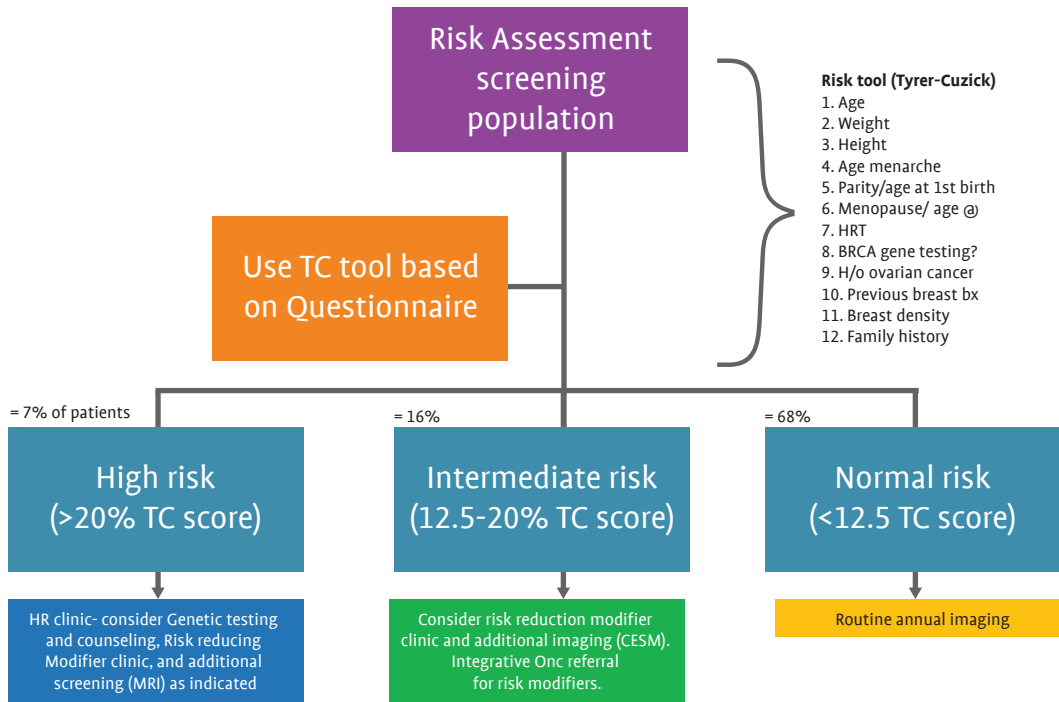 Risk Assessment
screening
population
Risk tool (Tyrer-Cuzick)
1. Age
2. Weight
3. Height
4. Age menarche
5. Parity/age at 1st birth
6. Menopause/ age @
7. HRT
8. BRCA gene testing?
9. H/o ovarian cancer
10. Previous breast bx
11. Breast density
12. Family history
Use TC tool based
on Questionnaire
= 7% of patients
High risk
(>20% TC score)
HR clinic- consider Genetic testing
and counseling, Risk reducing
Modifier clinic, and additional
screening (MRI) as indicated
= 16%
Intermediate risk
(12.5-20% TC score)
Consider risk reduction modifier
clinic and additional imaging (CESM).
Integrative Onc referral
for risk modifiers.
= 68%
Normal risk
(<12.5 TC score)
Routine annual imaging